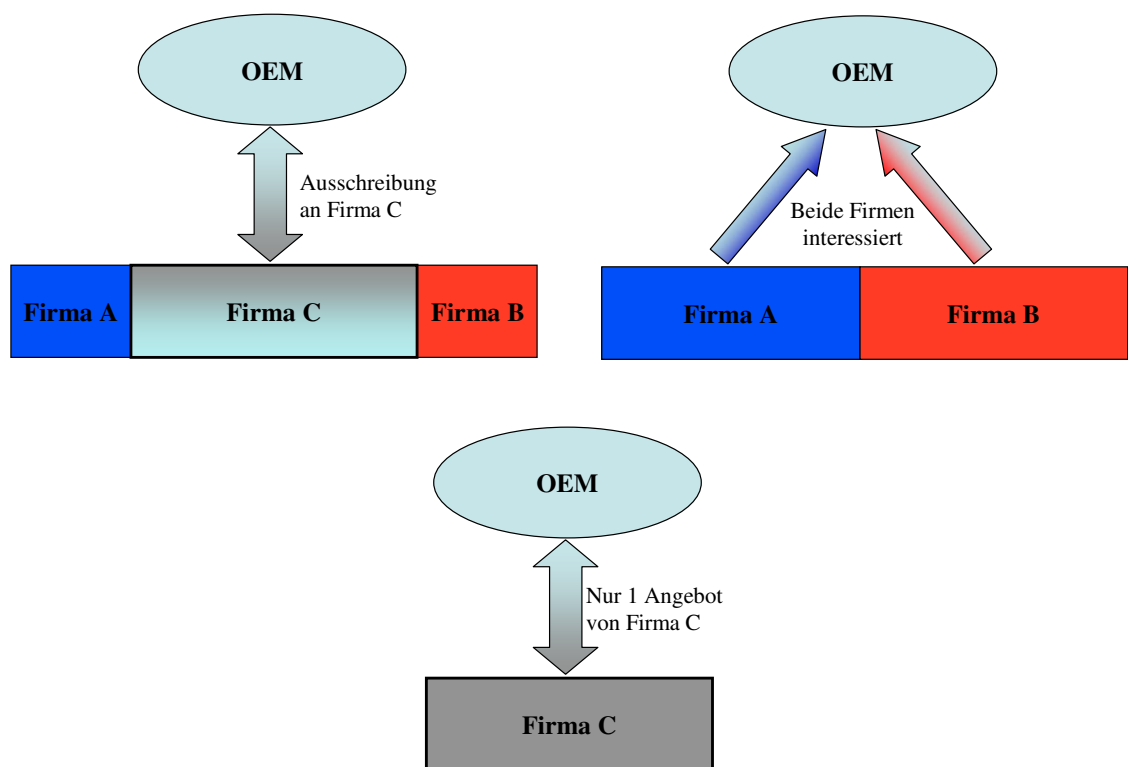 OEM
Ausschreibung
an Firma C
Firma A
Firma C
Firma B
OEM
Beide Firmen
interessiert
Firma A
Firma B
OEM
Nur 1 Angebot
von Firma C
Firma C